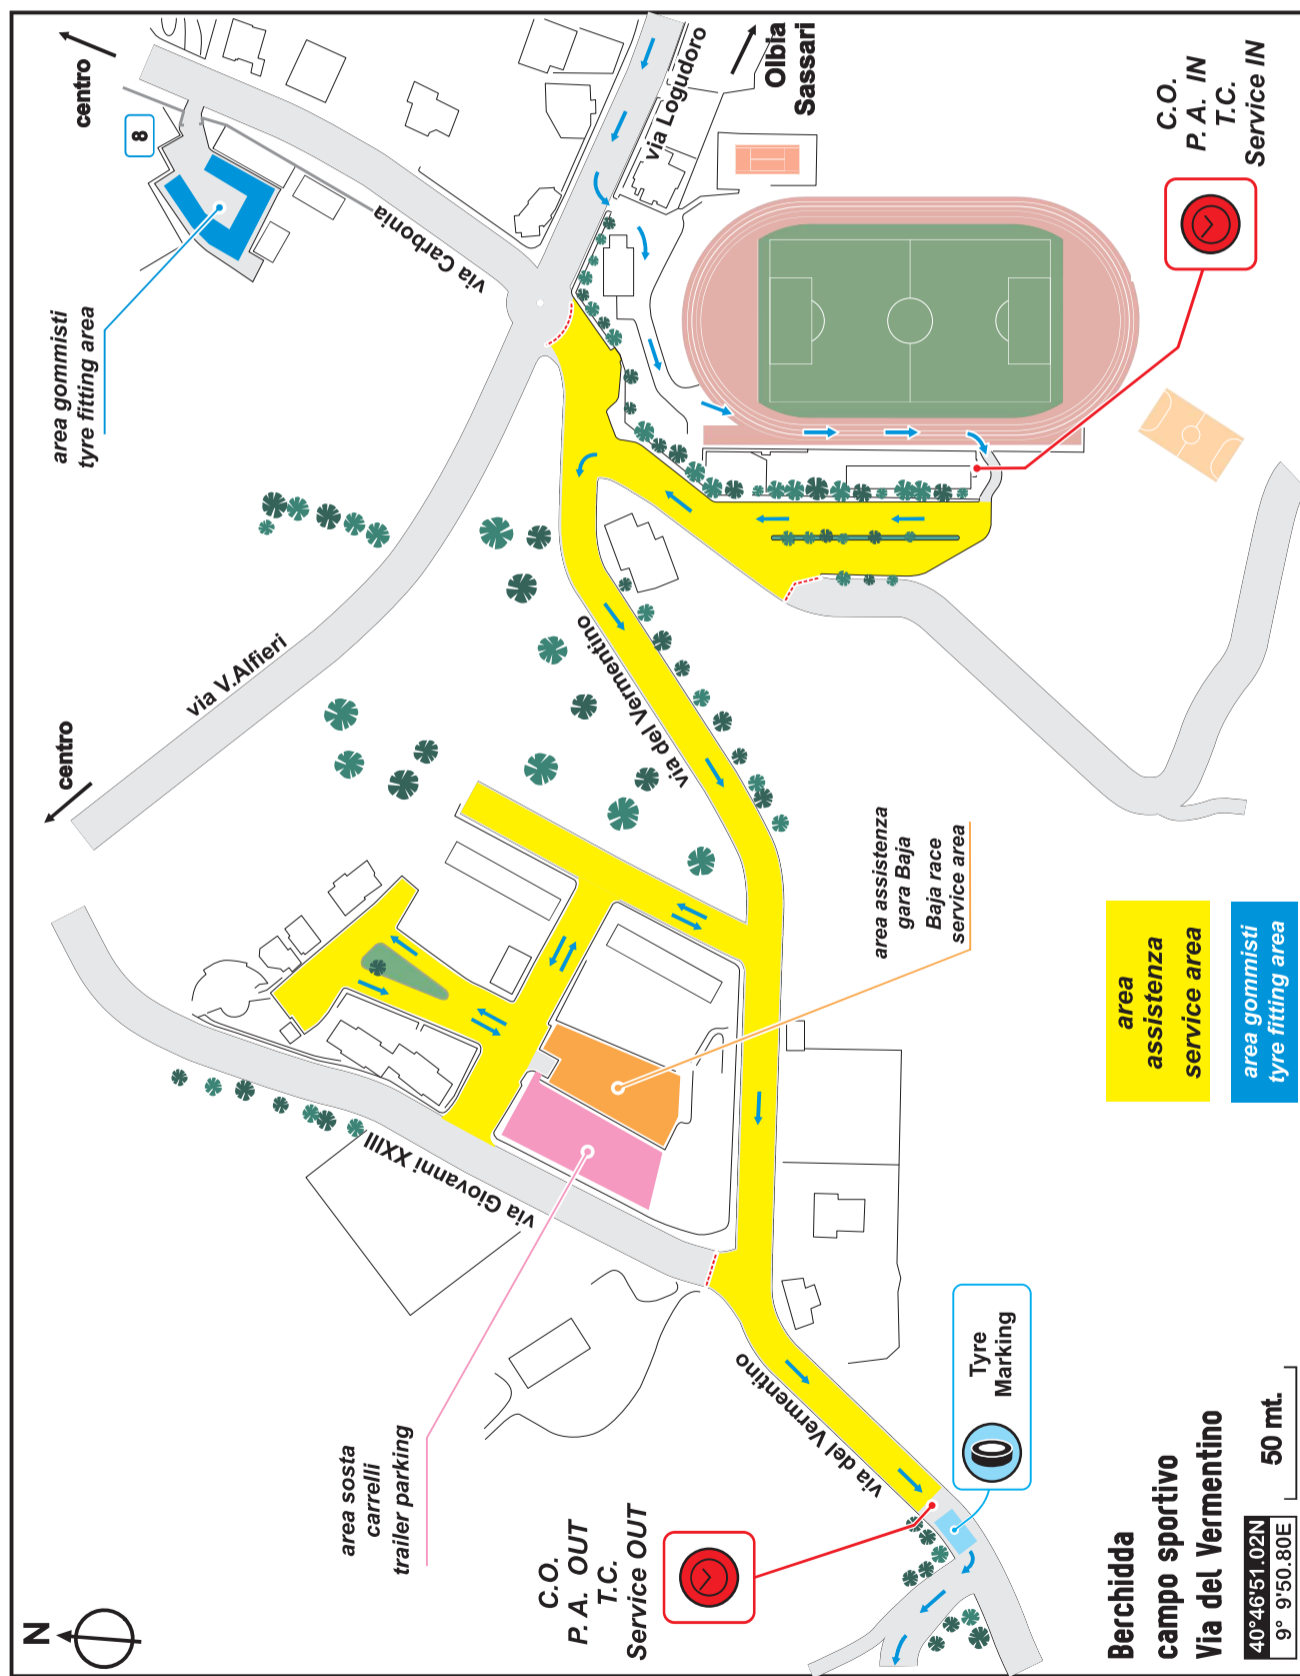 N
centro
8
via Carbonia
via Logudoro
Olbia
Sassari
area gommisti
tyre fitting area
C.O.
P. A. IN
T.C.
Service IN
via V.Alfieri
centro
via del Vermentino
area assistenza
gara Baja
Baja race
service area
via Giovanni XXIII
area sosta
carrelli
trailer parking
via del Vermentino
C.O.
P. A. OUT
T.C.
Service OUT
Tyre
Marking
area
assistenza
service area
area gommisti
tyre fitting area
Berchidda
campo sportivo
Via del Vermentino
40°46'51.02N
9° 9'50.80E
50 mt.